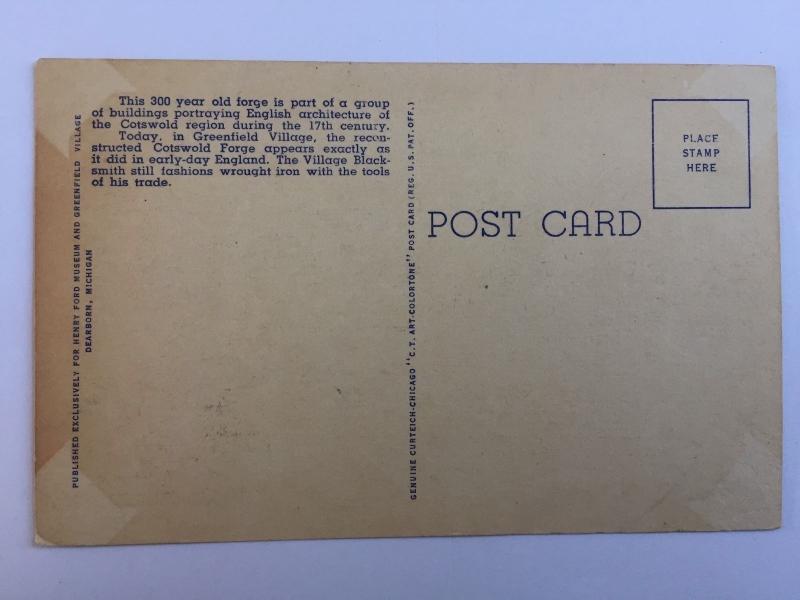 This 300 year old forge is part of a group
of buildings portraying English architecture of
the Cotswold region during the 17th century.
Today, in Greenfield Village, the recon-
structed Cotswold Forge appears exactly as
it did in early-day England. The Village Black-
smith still fashions wrought iron with the tools
of his trade.
PUBLISHED EXCLUSIVELY FOR HENRY FORD MUSEUM AND GREENFIELD VILLAGE
DEARBORN, MICHIGAN
GENUINE CURTEICH-CHICAGO "C.T. ART-COLORTONE" POST CARD (REG. U.S. PAT. OFF.)
POST CARD
PLACE
STAMP
HERE